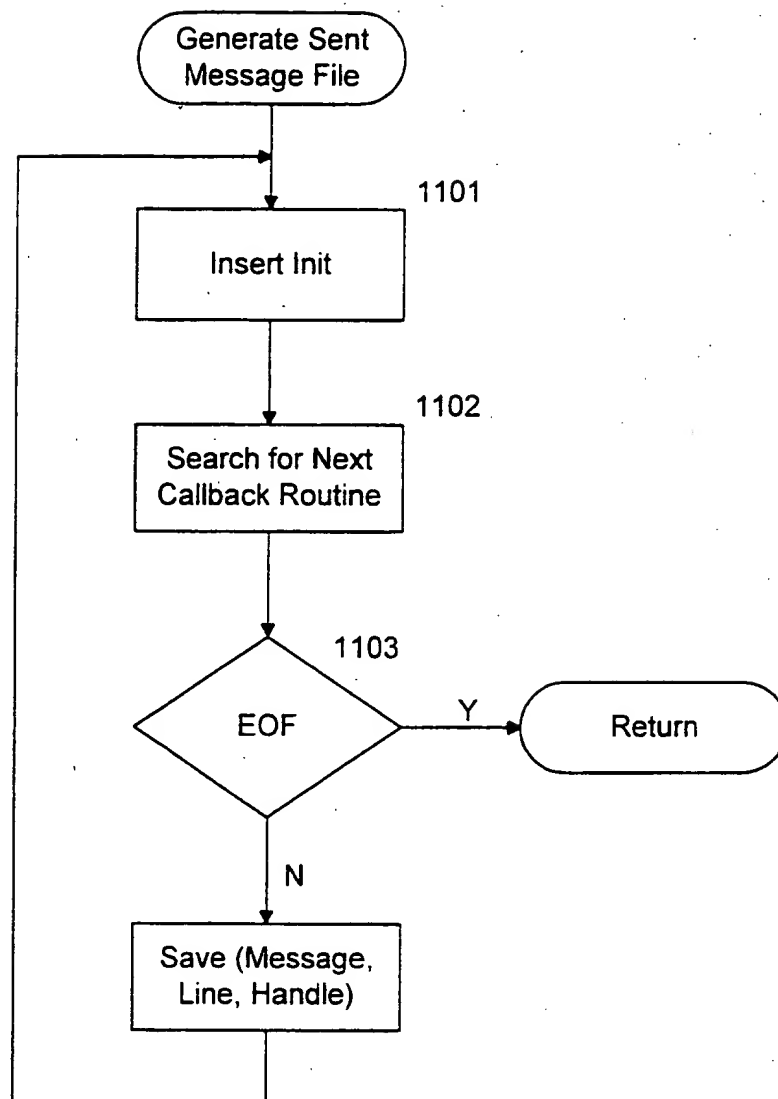 Generate Sent
Message File
1101
Insert Init
1102
Search for Next
Callback Routine
1103
EOF
Y
Return
N
Save (Message,
Line, Handle)